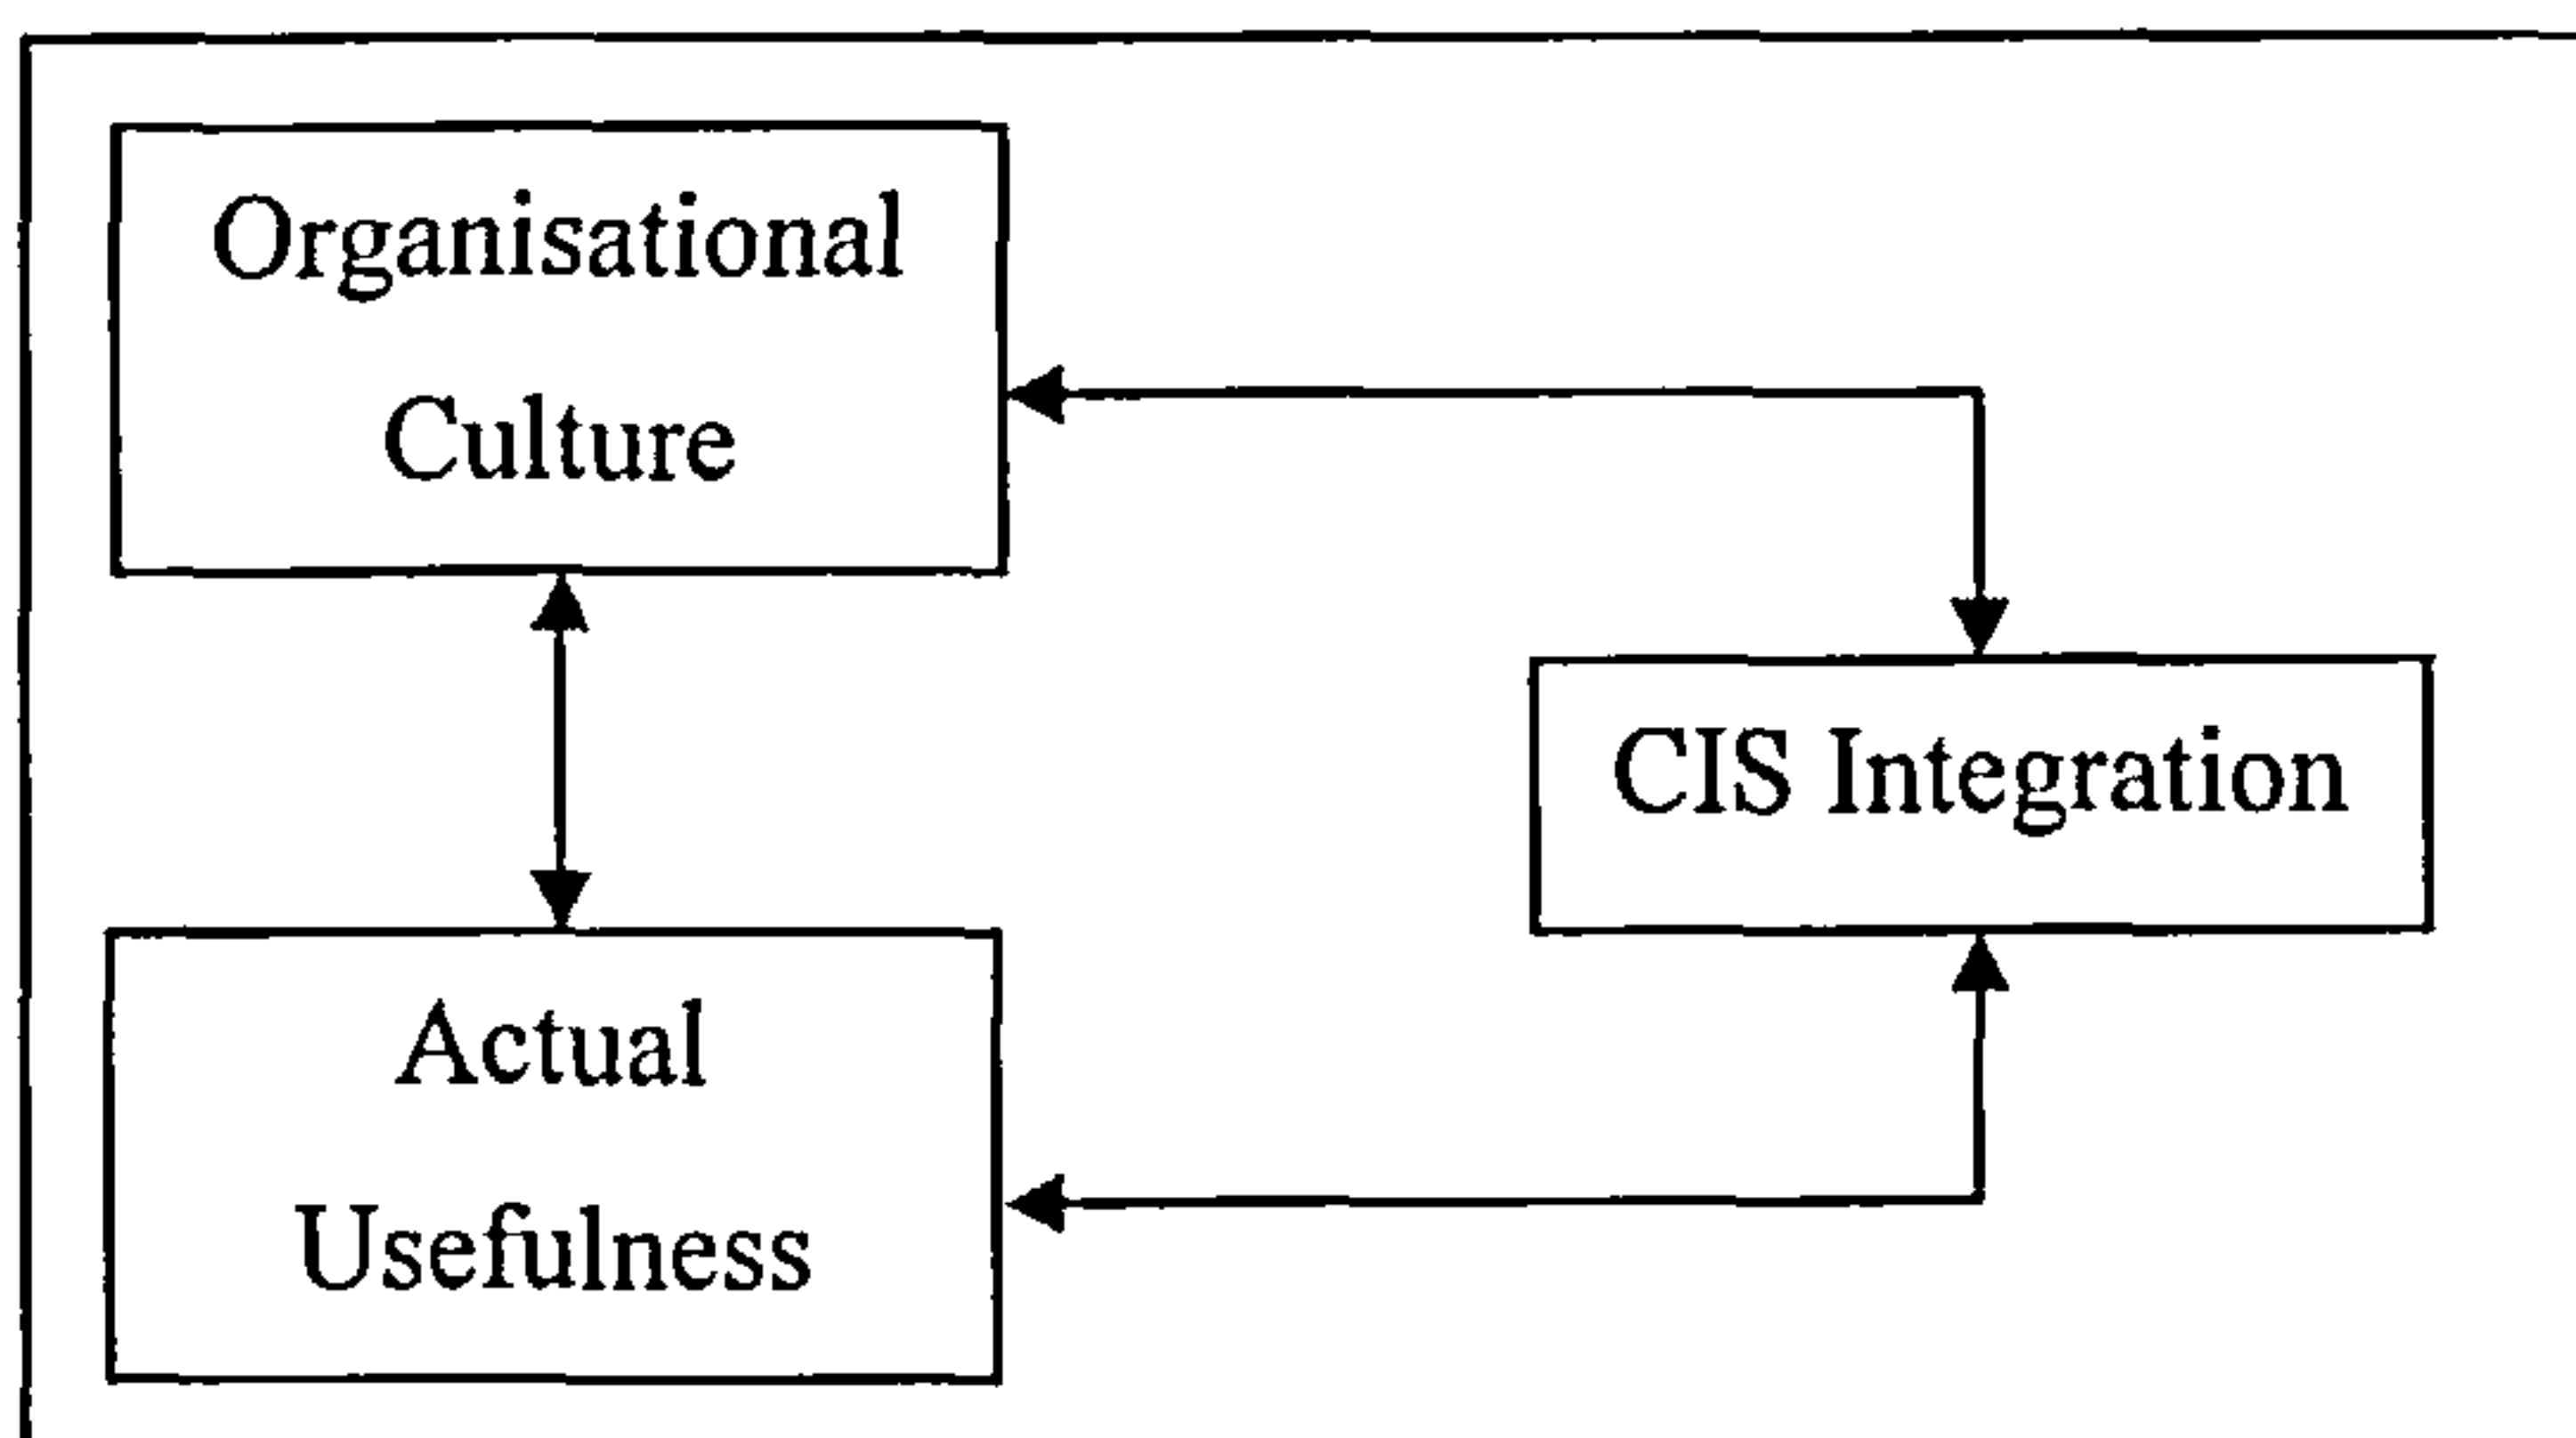 Organisational
Culture
CIS Integration
Actual
Usefulness